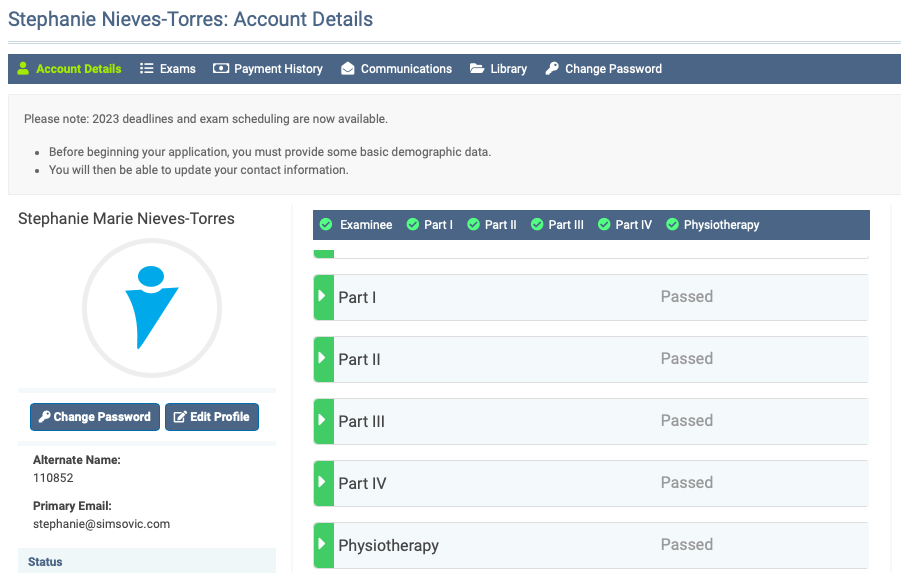 Stephanie Nieves-Torres: Account Details
Account Details Exams Payment History Communications Library Change Password
Please note: 2023 deadlines and exam scheduling are now available.
• Before beginning your application, you must provide some basic demographic data.
• You will then be able to update your contact information.
Stephanie Marie Nieves-Torres
Change Password Edit Profile
Alternate Name:
110852
Primary Email:
stephanie@simsovic.com
Status
Examinee Part I Part II Part III Part IV Physiotherapy
Part I Passed
Part II Passed
Part III Passed
Part IV Passed
Physiotherapy Passed